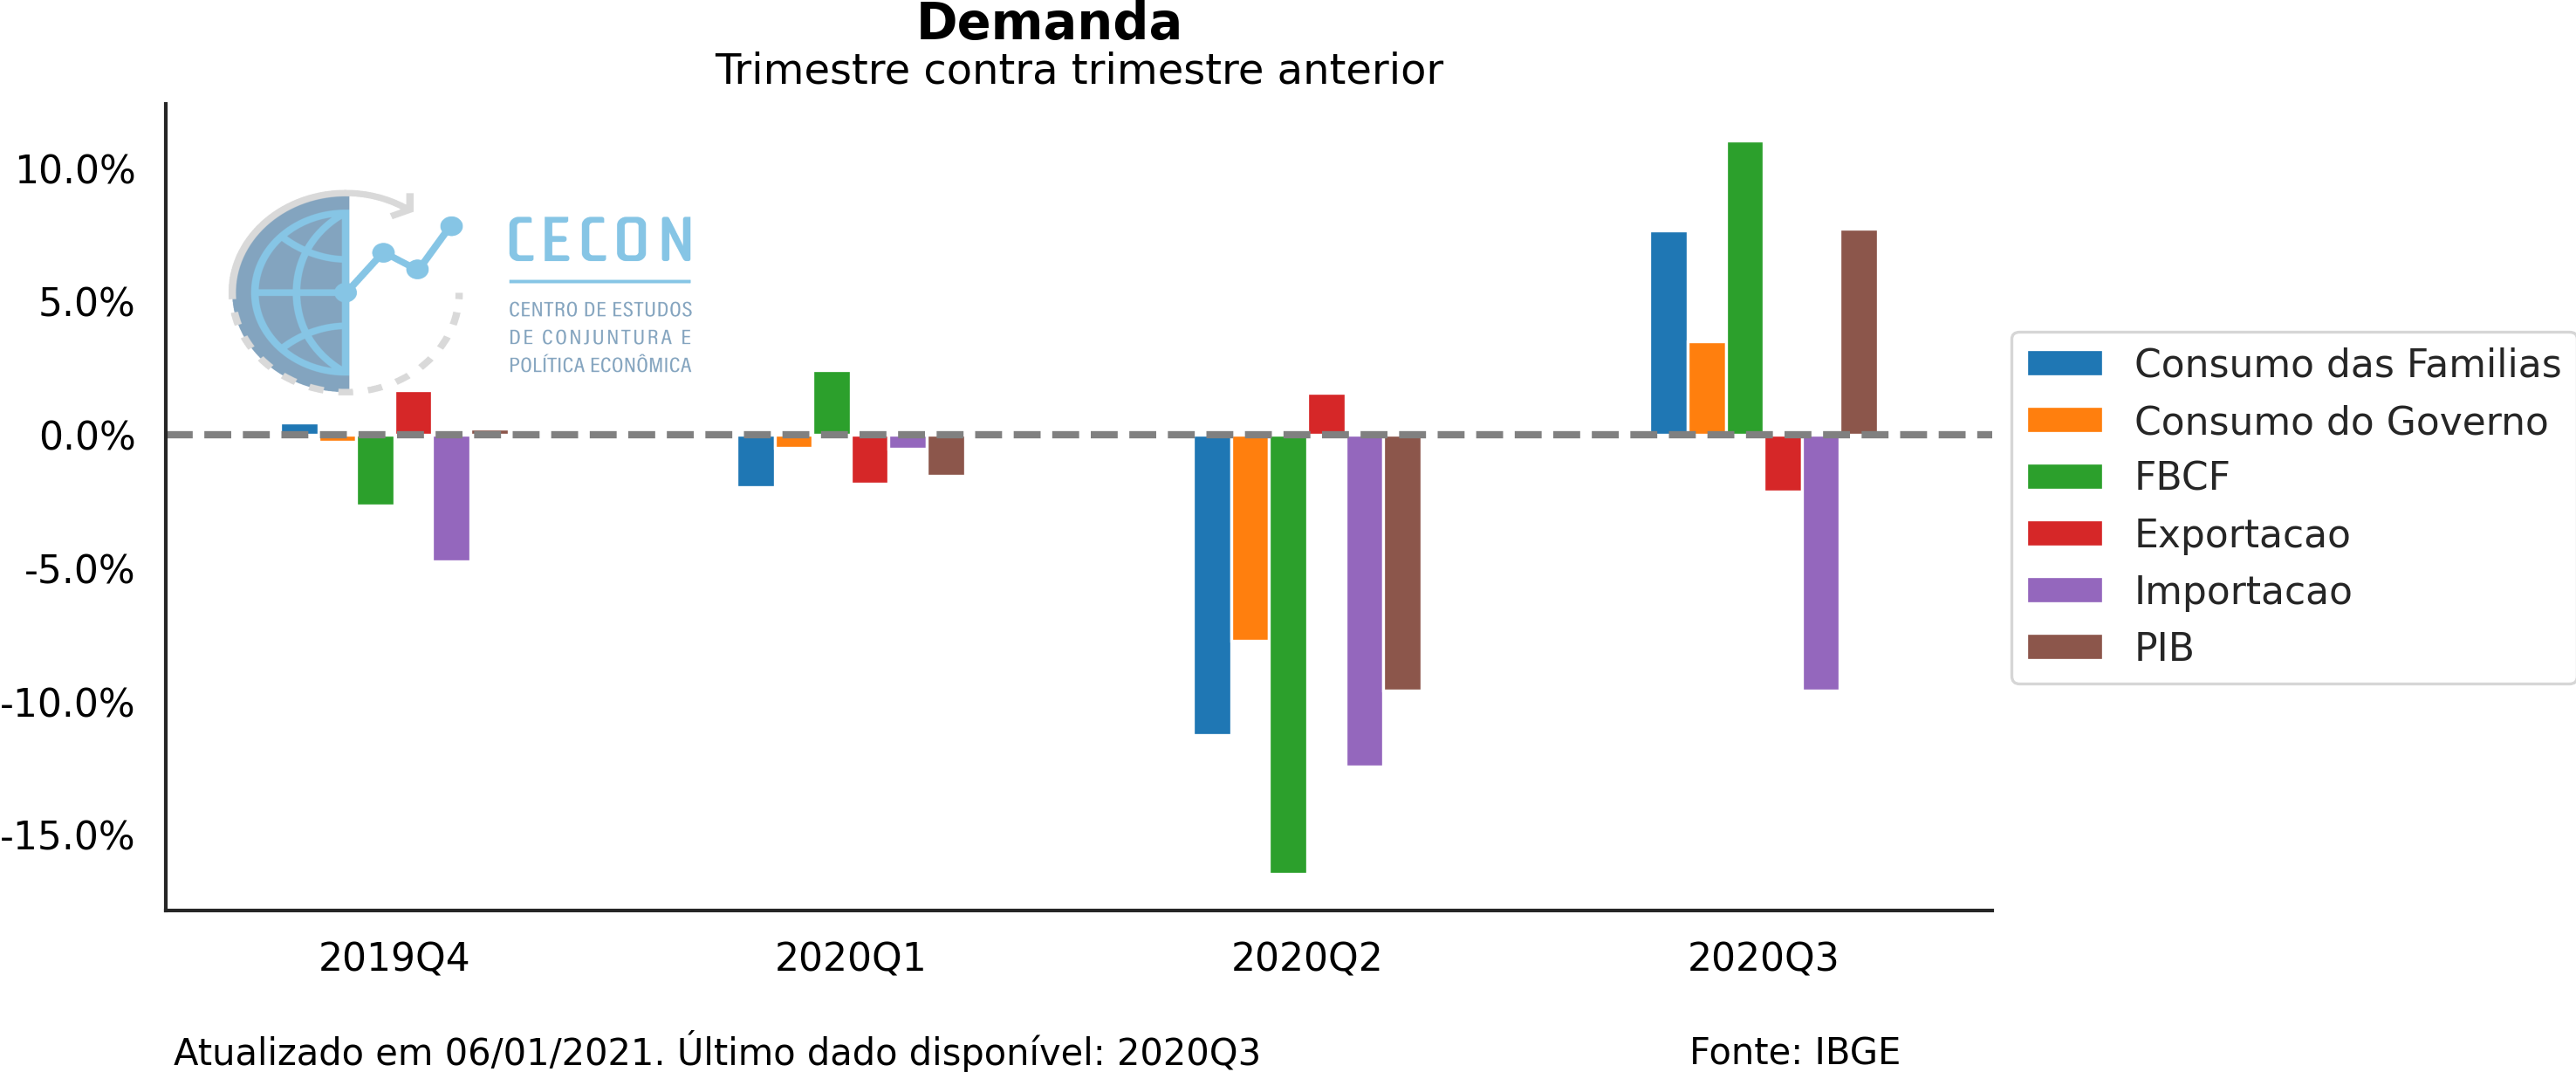 Demanda
Trimestre contra trimestre anterior
10.0%
5.0%
0.0%
-5.0%
-10.0%
-15.0%
CECON
CENTRO DE ESTUDOS
DE CONJUNTURA E
POLÍTICA ECONÔMICA
Consumo das Familias
Consumo do Governo
FBCF
Exportacao
Importacao
PIB
2019Q4 2020Q1 2020Q2 2020Q3
Atualizado em 06/01/2021. Último dado disponível: 2020Q3 Fonte: IBGE